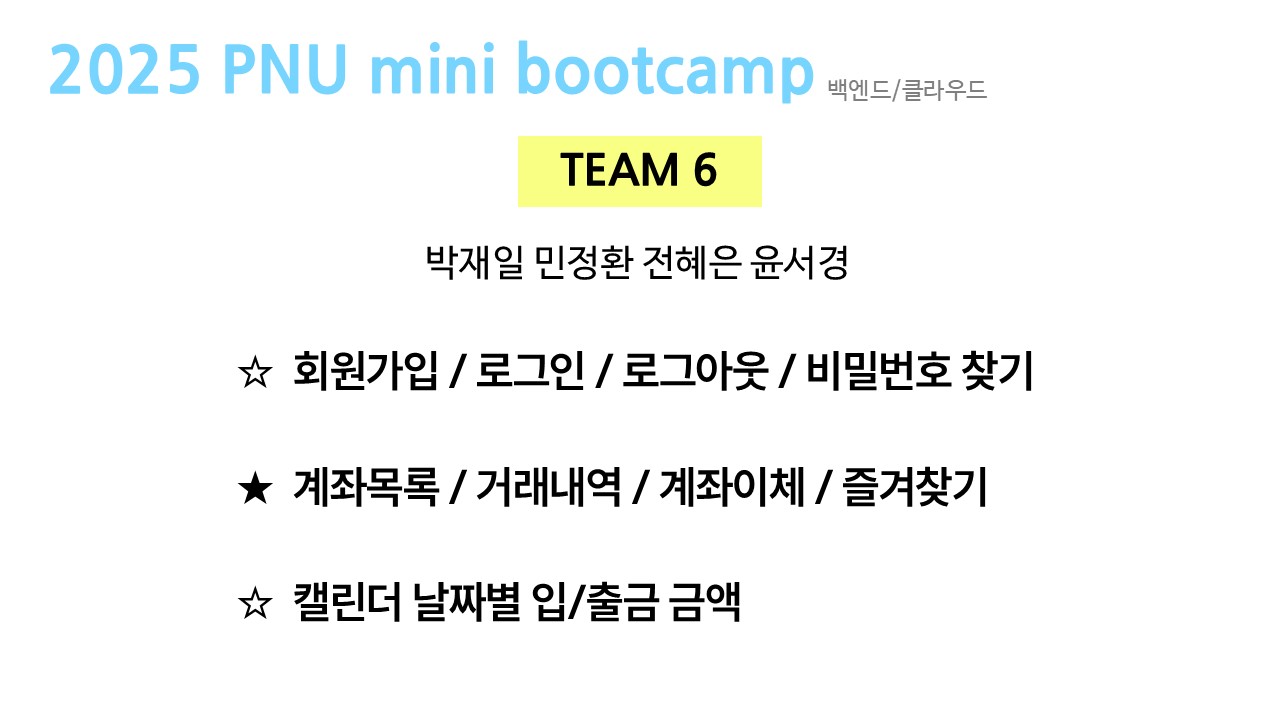 2025 PNU mini bootcamp 백엔드/클라우드
TEAM 6
박재일 민정환 전혜은 윤서경
☆ 회원가입 / 로그인 / 로그아웃 / 비밀번호 찾기
★ 계좌목록 / 거래내역 / 계좌이체 / 즐겨찾기
☆ 캘린더 날짜별 입/출금 금액